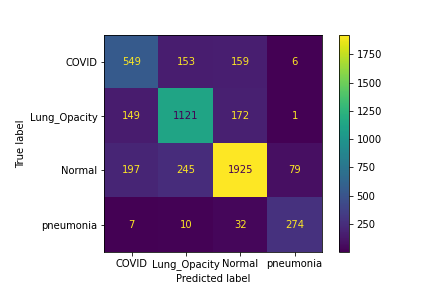 COVID 549 153 159 6
Lung_Opacity 149 1121 172 1
Normal 197 245 1925 79
pneumonia 7 10 32 274
COVID Lung_Opacity Normal pneumonia
Predicted label
True label
1750
1500
1250
1000
750
500
250